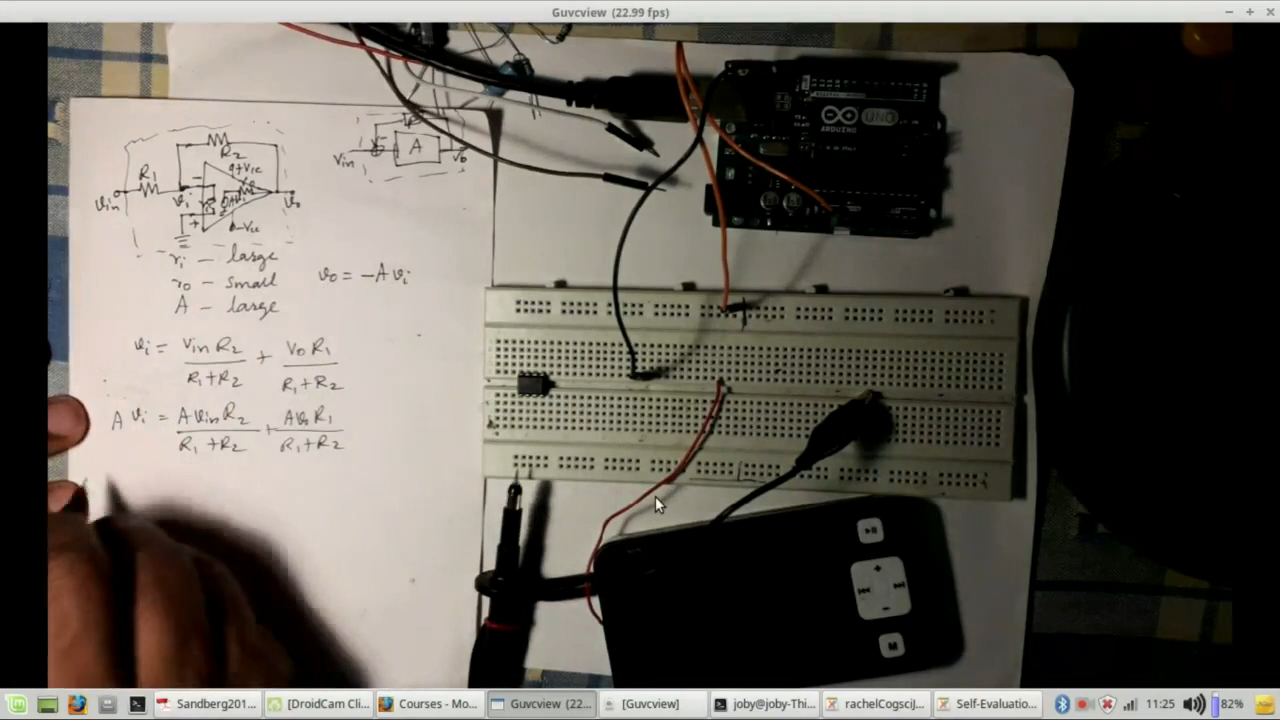 Guvcview (22.99 fps)
R2
R1
Vin
vi
vo
+Vcc
-Vcc
A
Vin
vo
ri - large
ro - small
A - large
vo = -A vi
vi = vin R2 / R1+R2 + vo R1 / R1+R2
A vi = A vin R2 / R1+R2 + A vo R1 / R1+R2
UNO
ARDUINO
+
-
M
Sandberg201...
[DroidCam Cli...
Courses - Mo...
Guvcview (22...
[Guvcview]
joby@joby-Thi...
rachelCogscij...
Self-Evaluatio...
11:25
82%